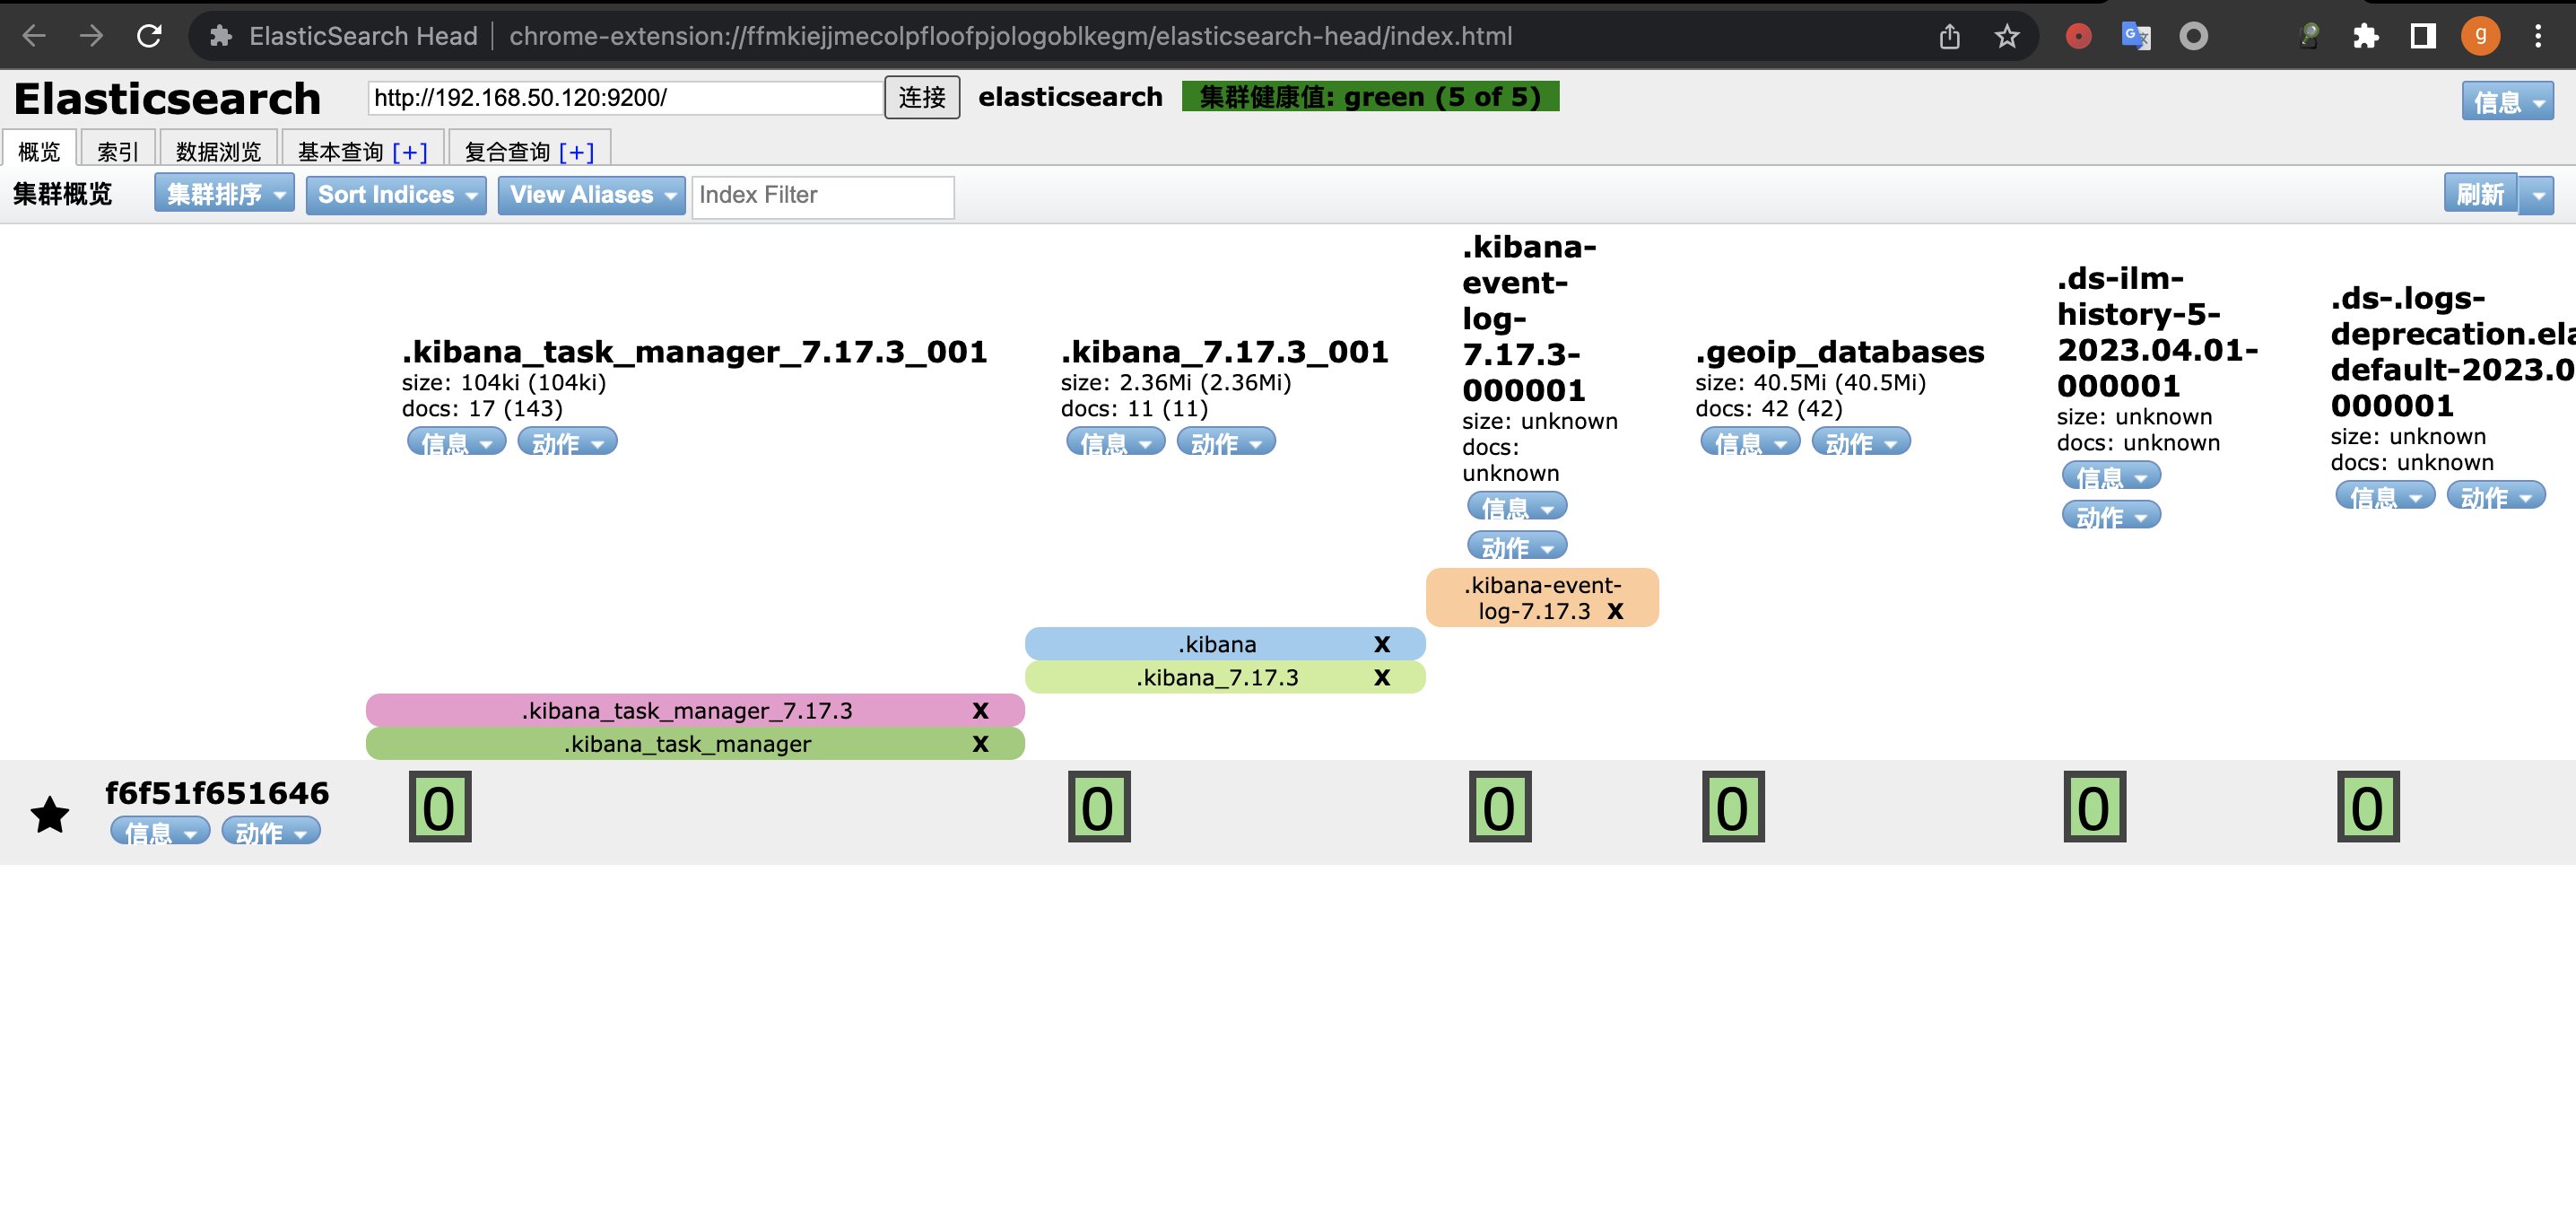 ElasticSearch Head | chrome-extension://ffmkiejjmecolpfloofpjologoblkegm/elasticsearch-head/index.html
g
Elasticsearch
http://192.168.50.120:9200/
连接
elasticsearch
集群健康值: green (5 of 5)
信息
概览
索引
数据浏览
基本查询 [+]
复合查询 [+]
集群概览
集群排序
Sort Indices
View Aliases
Index Filter
刷新
.kibana_task_manager_7.17.3_001
size: 104ki (104ki)
docs: 17 (143)
信息 动作
.kibana_7.17.3_001
size: 2.36Mi (2.36Mi)
docs: 11 (11)
信息 动作
.kibana-
event-
log-
7.17.3-
000001
size: unknown
docs:
unknown
信息
动作
.geoip_databases
size: 40.5Mi (40.5Mi)
docs: 42 (42)
信息 动作
.ds-ilm-
history-5-
2023.04.01-
000001
size: unknown
docs: unknown
信息
动作
.ds-.logs-
deprecation.ela
default-2023.0
000001
size: unknown
docs: unknown
信息 动作
.kibana-event-
log-7.17.3 X
.kibana X
.kibana_7.17.3 X
.kibana_task_manager_7.17.3 X
.kibana_task_manager X
f6f51f651646
信息 动作
0 0 0 0 0 0